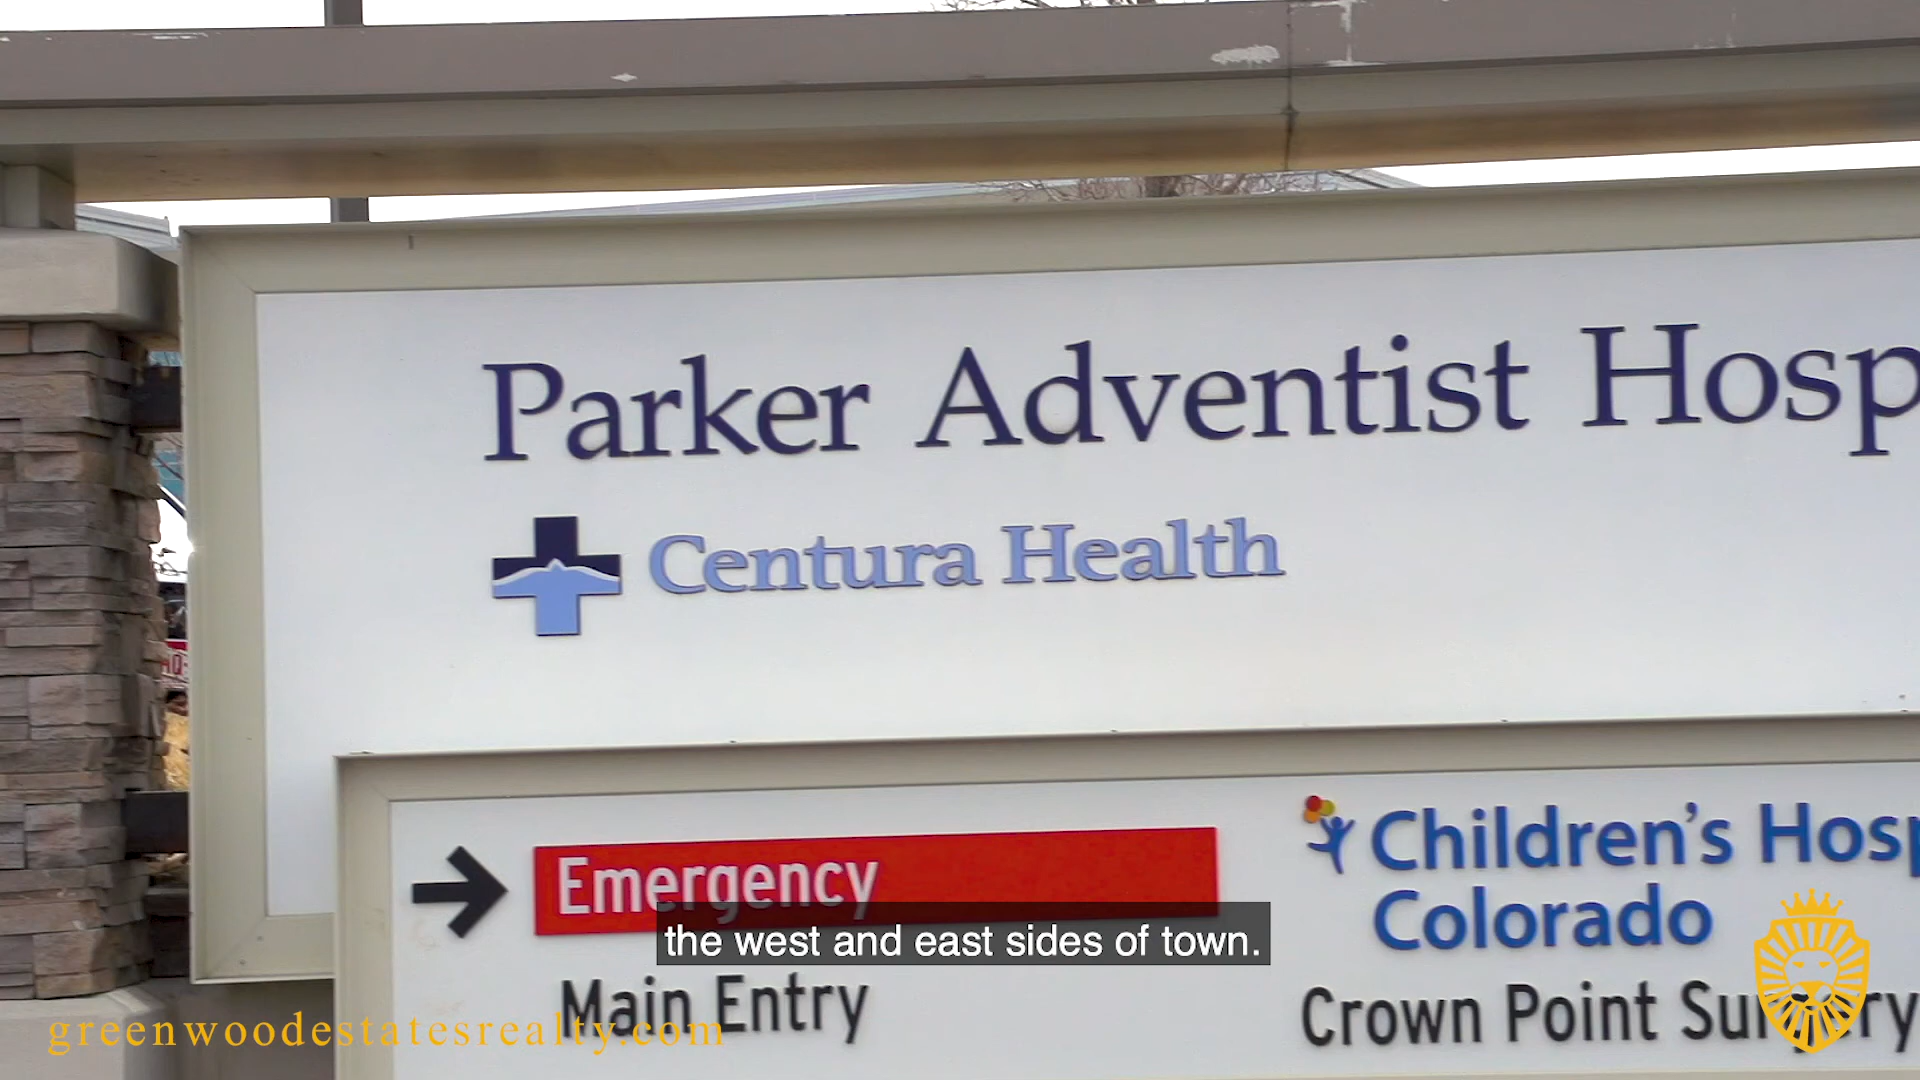 Parker Adventist Hosp
Centura Health
Emergency
Children's Hosp
Colorado
the west and east sides of town.
Main Entry
Crown Point Surgery
greenwoodestatesrealty.com